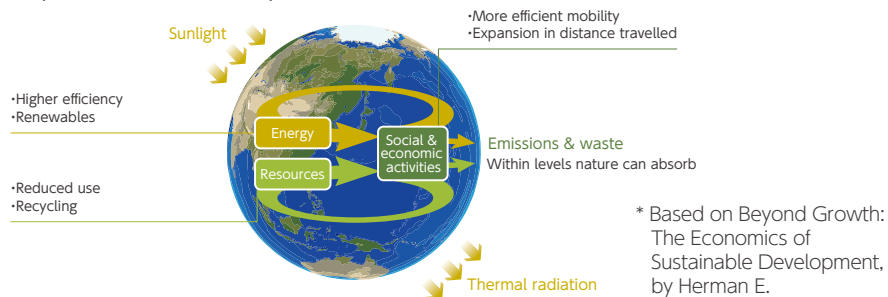 Sunlight
•More efficient mobility
•Expansion in distance travelled
•Higher efficiency
•Renewables
Energy
Social &
economic
activities
Emissions & waste
Within levels nature can absorb
Resources
•Reduced use
•Recycling
Thermal radiation
* Based on Beyond Growth:
The Economics of
Sustainable Development,
by Herman E.